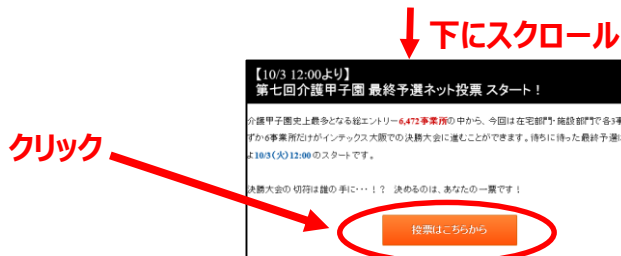 下にスクロール
【10/3 12:00より】
第七回介護甲子園 最終予選ネット投票 スタート！
介護甲子園史上最多となる総エントリー6,472事業所の中から、今回は在宅部門・施設部門で各3事
ずか6事業所だけがインテックス大阪での決勝大会に進むことができます。待ちに待った最終予選に
よ10/3(火)12:00のスタートです。
クリック
決勝大会の切符は誰の手に・・・！？ 決めるのは、あなたの一票です！
投票はこちらから